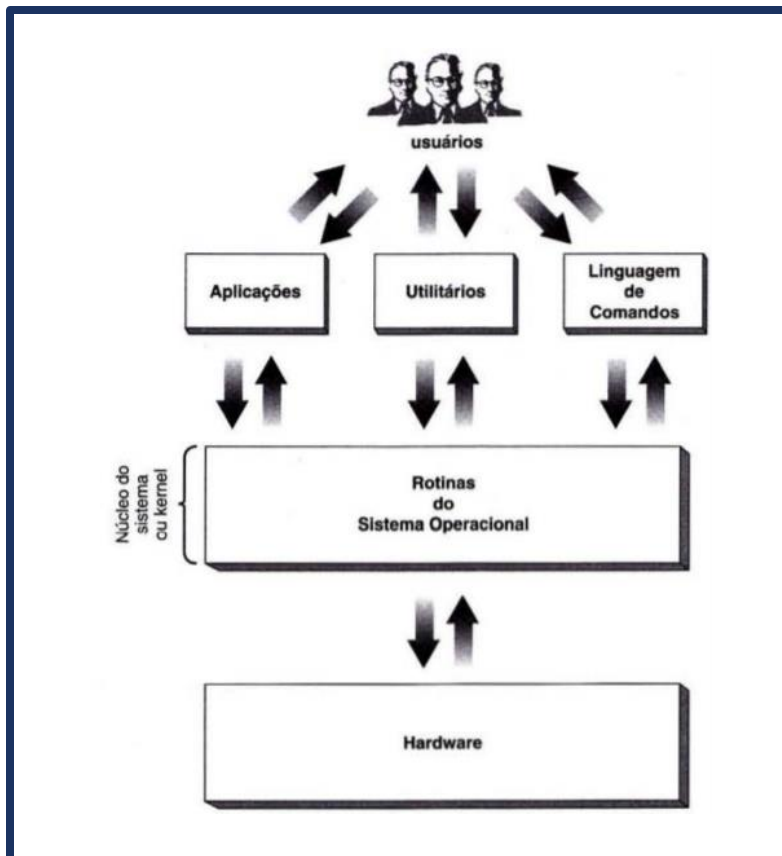 usuários
Aplicações
Utilitários
Linguagem
de
Comandos
Núcleo do
sistema
ou kernel
Rotinas
do
Sistema Operacional
Hardware